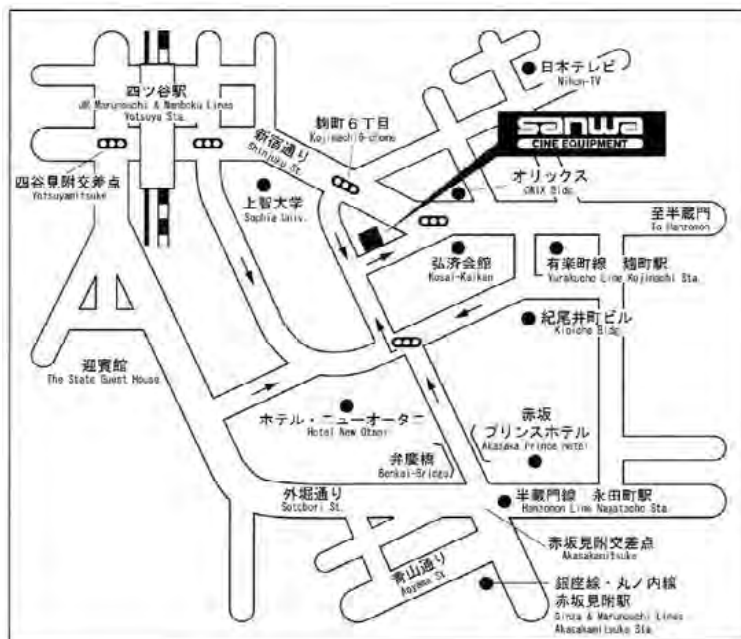 日本テレビ
Nihon-TV
四ツ谷駅
JR Marunouchi & Nanboku Lines
Yotsuya Sta.
麹町6丁目
Kojimachi 6-chome
sanwa
CINE EQUIPMENT
新宿通り
Shinjuku St.
四谷見附交差点
Yotsuyamitsuke
上智大学
Sophia Univ.
オリックス
ORIX Bldg.
至半蔵門
To Hanzomon
弘済会館
Kosai-Kaikan
有楽町線 麹町駅
Yurakucho Line Kojimachi Sta.
紀尾井町ビル
Kioicho Bldg.
迎賓館
The State Guest House
ホテル・ニューオータニ
Hotel New Otani
赤坂
プリンスホテル
Akasaka Prince Hotel
弁慶橋
Benkei-Bridge
外堀通り
Sotobori St.
半蔵門線 永田町駅
Hanzomon Line Nagatacho Sta.
赤坂見附交差点
Akasakamitsuke
青山通り
Aoyama St.
銀座線・丸ノ内線
赤坂見附駅
Ginza & Marunouchi Lines
Akasakamitsuke Sta.